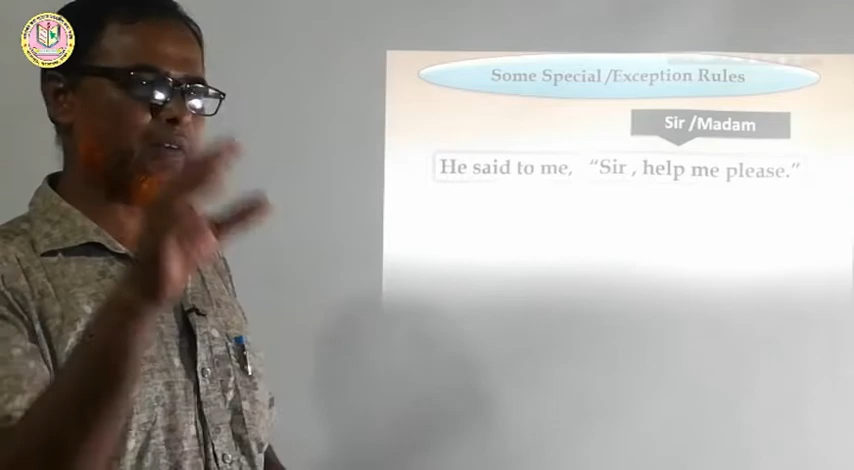 Some Special /Exception Rules
Sir /Madam
He said to me, “Sir , help me please.”